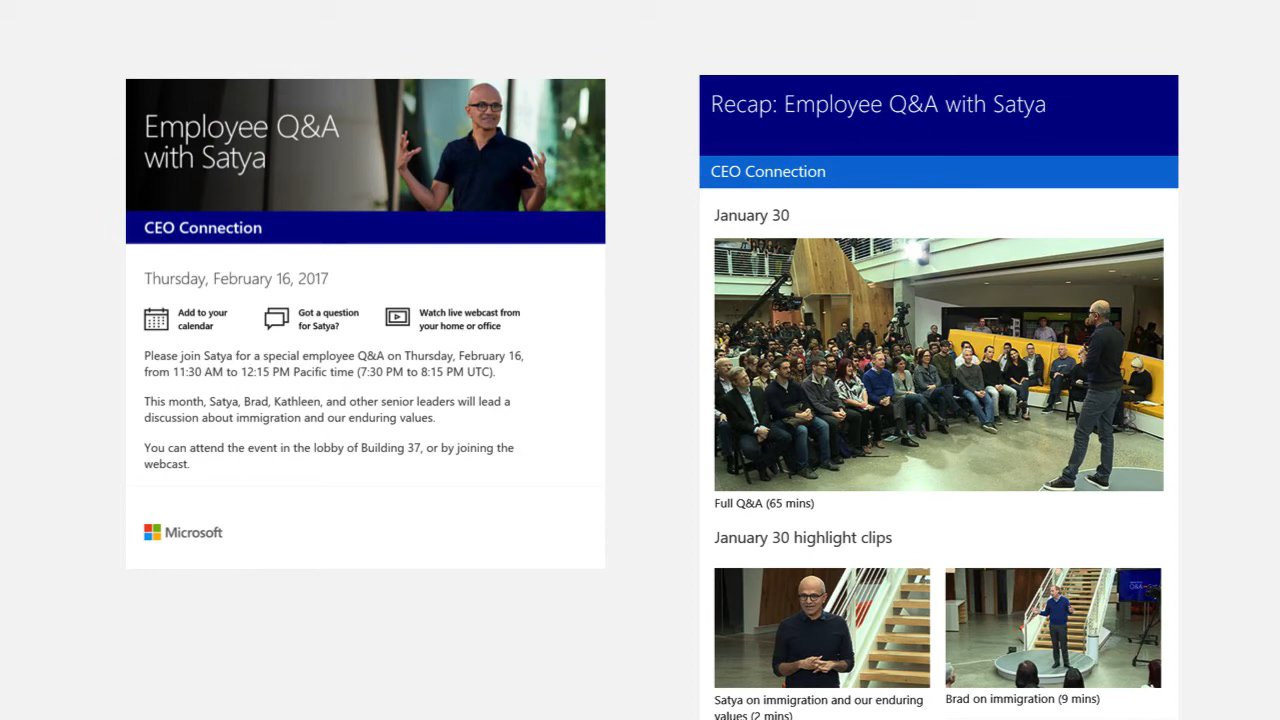 Employee Q&A
with Satya
CEO Connection
Thursday, February 16, 2017
Add to your
calendar
Got a question
for Satya?
Watch live webcast from
your home or office
Please join Satya for a special employee Q&A on Thursday, February 16,
from 11:30 AM to 12:15 PM Pacific time (7:30 PM to 8:15 PM UTC).
This month, Satya, Brad, Kathleen, and other senior leaders will lead a
discussion about immigration and our enduring values.
You can attend the event in the lobby of Building 37, or by joining the
webcast.
Microsoft
Recap: Employee Q&A with Satya
CEO Connection
January 30
Full Q&A (65 mins)
January 30 highlight clips
Satya on immigration and our enduring
values (2 mins)
Brad on immigration (9 mins)